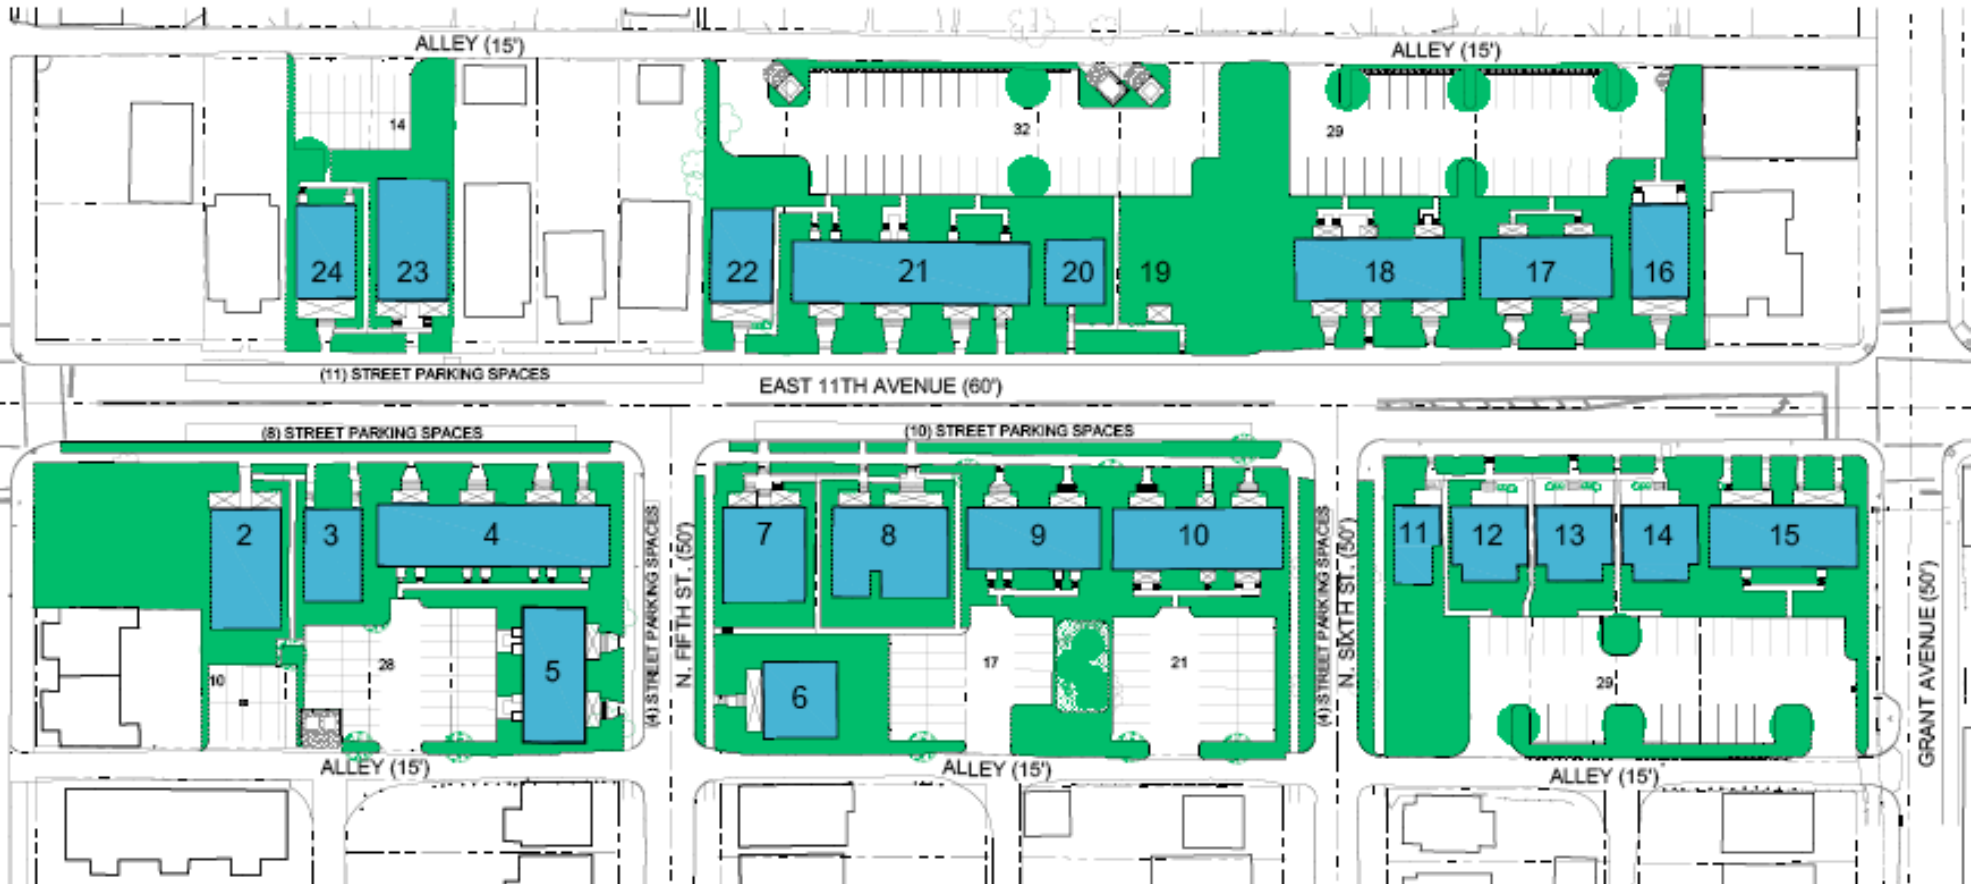 ALLEY (15')
ALLEY (15')
14
32
29
24
23
22
21
20
19
18
17
16
(11) STREET PARKING SPACES
EAST 11TH AVENUE (60')
(8) STREET PARKING SPACES
(10) STREET PARKING SPACES
2
3
4
5
28
10
8
(4) STREET PARKING SPACES
N. FIFTH ST. (50')
7
8
9
10
6
17
21
(4) STREET PARKING SPACES
N. SIXTH ST. (50')
11
12
13
14
15
29
GRANT AVENUE (50')
ALLEY (15')
ALLEY (15')
ALLEY (15')